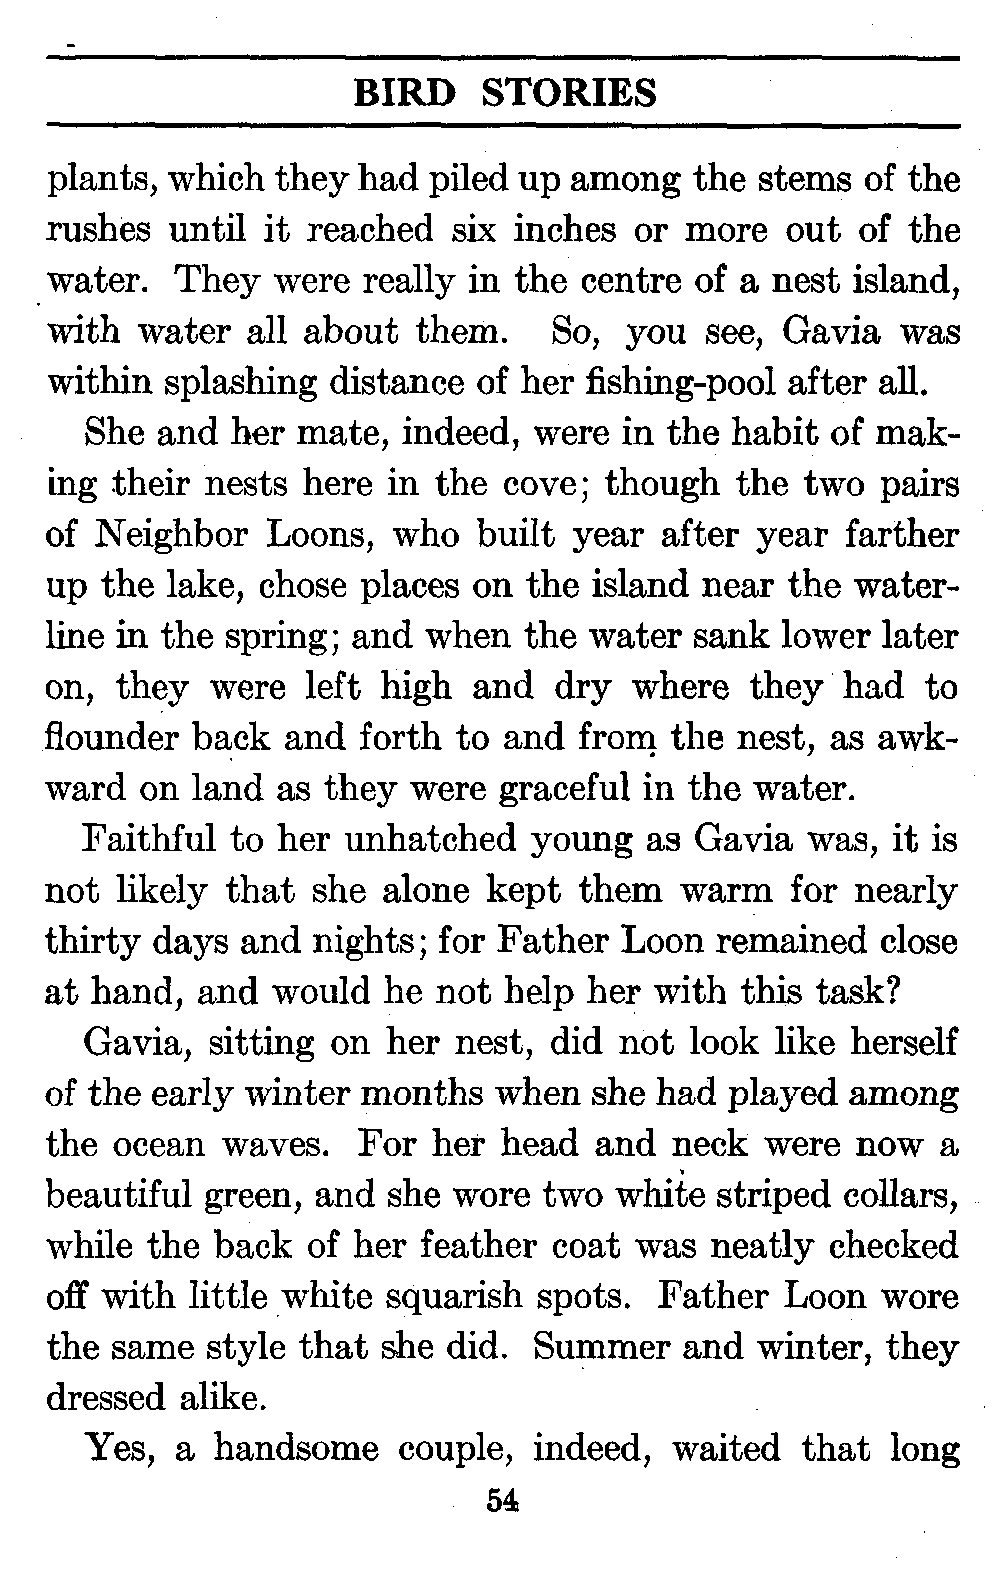 BIRD STORIES
plants, which they had piled up among the stems of the
rushes until it reached six inches or more out of the
water. They were really in the centre of a nest island,
with water all about them. So, you see, Gavia was
within splashing distance of her fishing-pool after all.
She and her mate, indeed, were in the habit of mak-
ing their nests here in the cove; though the two pairs
of Neighbor Loons, who built year after year farther
up the lake, chose places on the island near the water-
line in the spring; and when the water sank lower later
on, they were left high and dry where they had to
flounder back and forth to and from the nest, as awk-
ward on land as they were graceful in the water.
Faithful to her unhatched young as Gavia was, it is
not likely that she alone kept them warm for nearly
thirty days and nights; for Father Loon remained close
at hand, and would he not help her with this task?
Gavia, sitting on her nest, did not look like herself
of the early winter months when she had played among
the ocean waves. For her head and neck were now a
beautiful green, and she wore two white striped collars,
while the back of her feather coat was neatly checked
off with little white squarish spots. Father Loon wore
the same style that she did. Summer and winter, they
dressed alike.
Yes, a handsome couple, indeed, waited that long
54